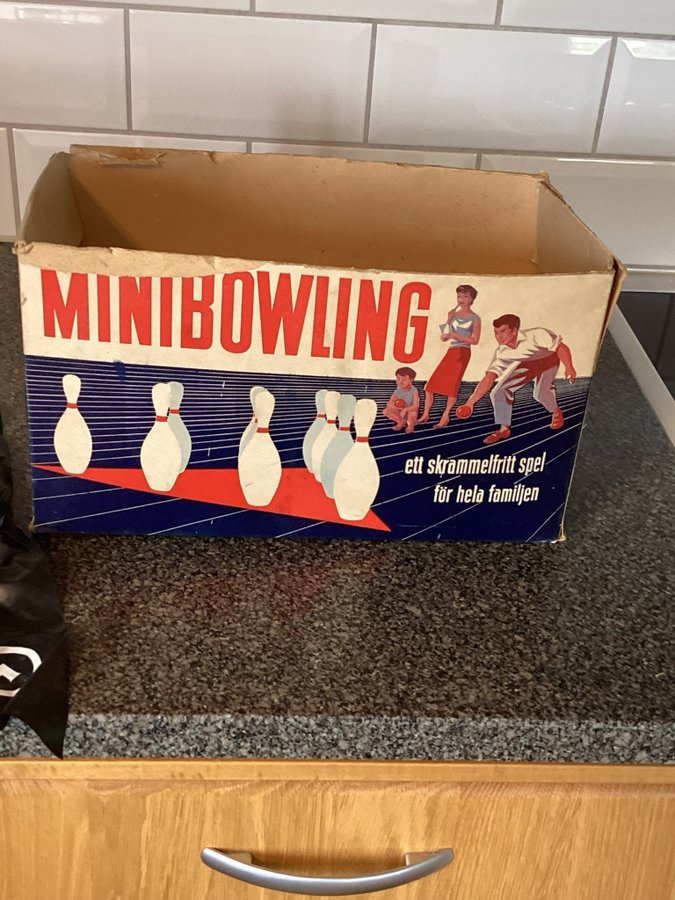 MINIBOWLING
ett skrammelfritt spel
för hela familjen